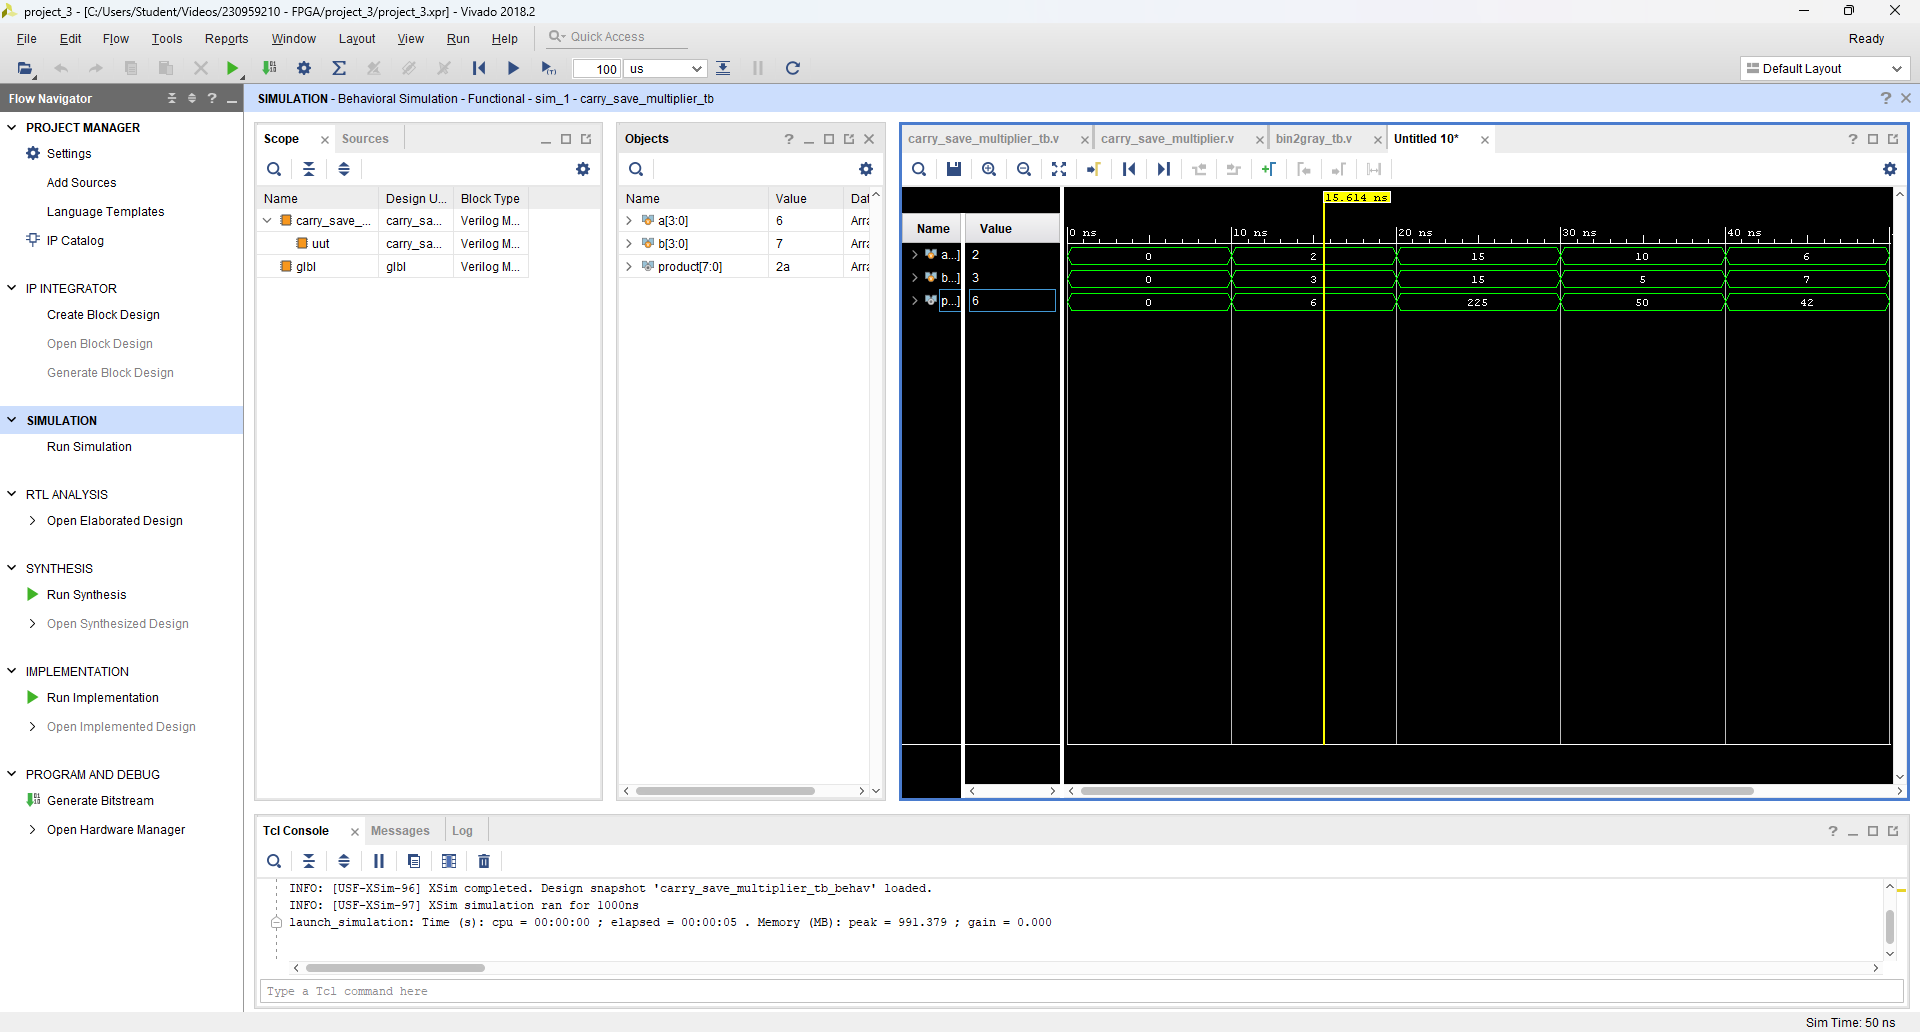 project_3 - [C:/Users/Student/Videos/230959210 - FPGA/project_3/project_3.xpr] - Vivado 2018.2
File Edit Flow Tools Reports Window Layout View Run Help Quick Access Ready
100 us Default Layout
Flow Navigator
SIMULATION - Behavioral Simulation - Functional - sim_1 - carry_save_multiplier_tb
PROJECT MANAGER
Settings
Add Sources
Language Templates
IP Catalog
IP INTEGRATOR
Create Block Design
Open Block Design
Generate Block Design
SIMULATION
Run Simulation
RTL ANALYSIS
Open Elaborated Design
SYNTHESIS
Run Synthesis
Open Synthesized Design
IMPLEMENTATION
Run Implementation
Open Implemented Design
PROGRAM AND DEBUG
Generate Bitstream
Open Hardware Manager
Scope Sources
Name Design U... Block Type
carry_save_... carry_sa... Verilog M...
uut carry_sa... Verilog M...
glbl glbl Verilog M...
Objects
Name Value Dat
a[3:0] 6 Arra
b[3:0] 7 Arra
product[7:0] 2a Arra
carry_save_multiplier_tb.v carry_save_multiplier.v bin2gray_tb.v Untitled 10*
15.614 ns
Name Value 0 ns 10 ns 20 ns 30 ns 40 ns
a...] 2 0 2 15 10 6
b...] 3 0 3 15 5 7
p...] 6 0 6 225 50 42
Tcl Console Messages Log
INFO: [USF-XSim-96] XSim completed. Design snapshot 'carry_save_multiplier_tb_behav' loaded.
INFO: [USF-XSim-97] XSim simulation ran for 1000ns
launch_simulation: Time (s): cpu = 00:00:00 ; elapsed = 00:00:05 . Memory (MB): peak = 991.379 ; gain = 0.000
Type a Tcl command here
Sim Time: 50 ns